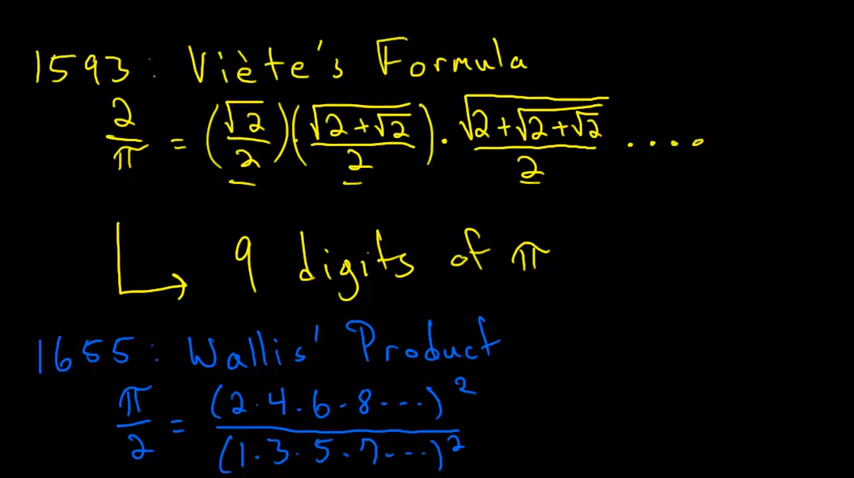 1593: Viète's Formula
2/π = (√2/2)(√(2+√2)/2) · √(2+√(2+√2))/2 ....
↳ 9 digits of π
1655: Wallis' Product
π/2 = (2·4·6·8···)²/(1·3·5·7···)²